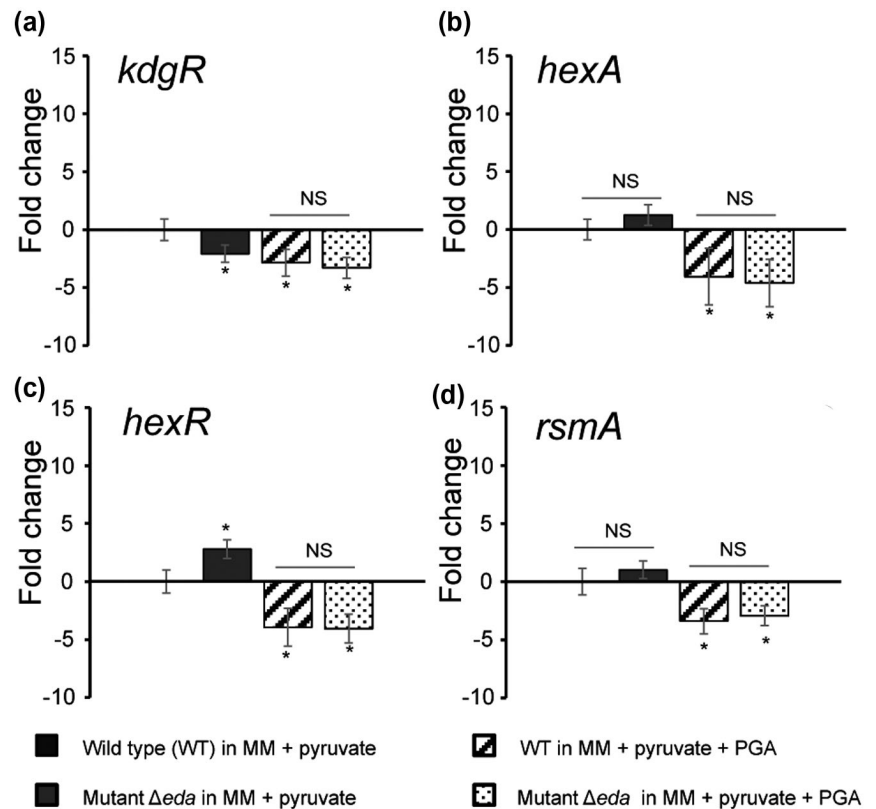 (a)
(b)
15
10
5
0
-5
-10
Fold change
kdgR
NS
*
*
*
15
10
5
0
-5
-10
Fold change
hexA
NS
NS
*
*
(c)
(d)
15
10
5
0
-5
-10
Fold change
hexR
*
NS
*
*
15
10
5
0
-5
-10
Fold change
rsmA
NS
NS
*
*
Wild type (WT) in MM + pyruvate
WT in MM + pyruvate + PGA
Mutant Δeda in MM + pyruvate
Mutant Δeda in MM + pyruvate + PGA